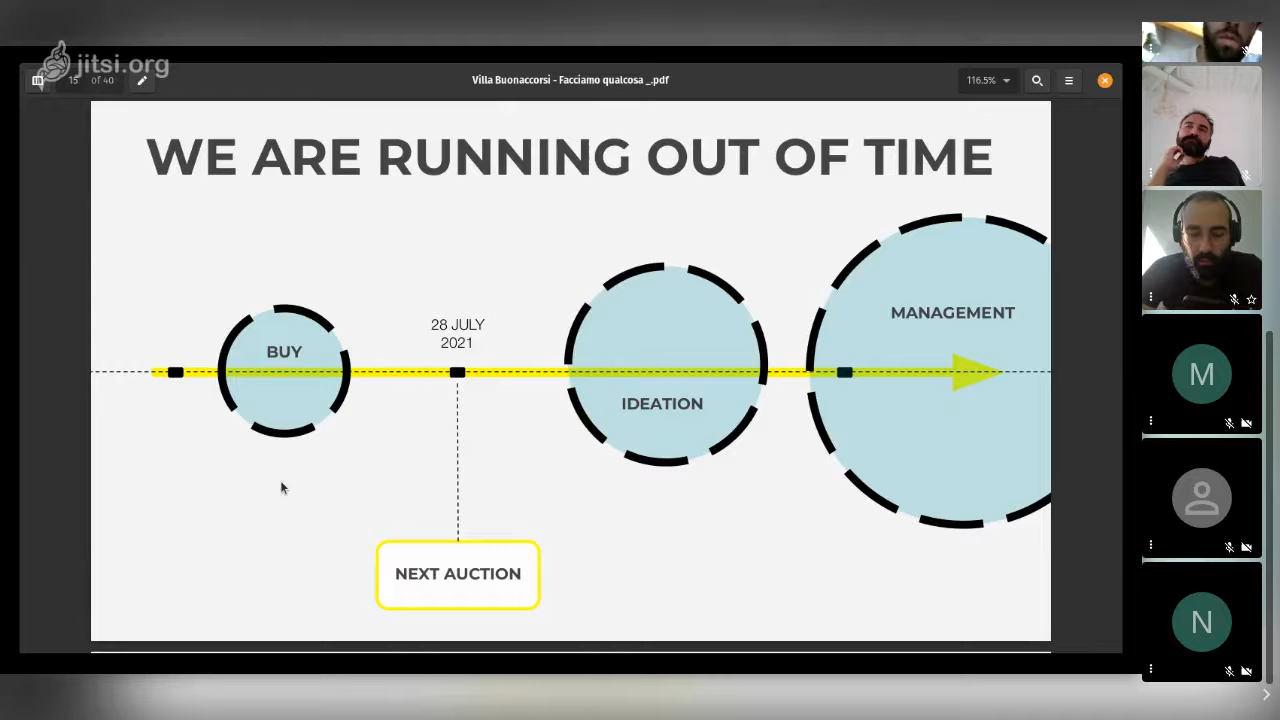 jitsi.org
15 of 40
Villa Buonaccorsi - Facciamo qualcosa _.pdf
116.5%
WE ARE RUNNING OUT OF TIME
BUY
28 JULY
2021
IDEATION
MANAGEMENT
NEXT AUCTION
M
N